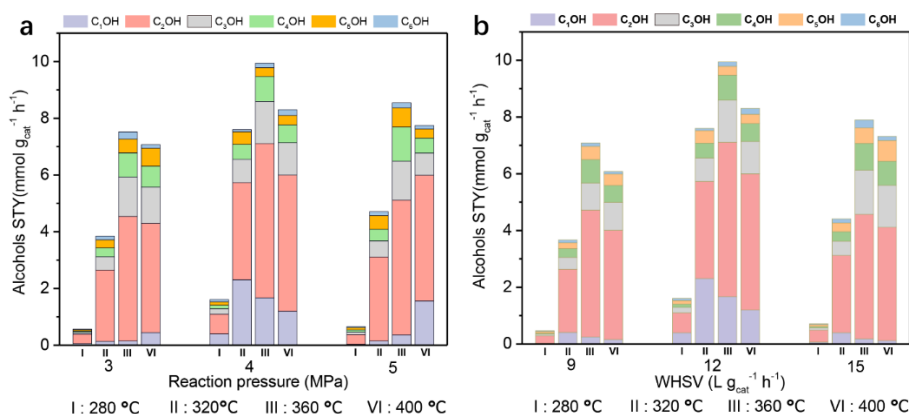 a
C₁OH C₂OH C₃OH C₄OH C₅OH C₆OH
Alcohols STY(mmol g_cat⁻¹ h⁻¹)
10
8
6
4
2
0
I II III VI I II III VI I II III VI
3 4 5
Reaction pressure (MPa)
I : 280 °C II : 320°C III : 360 °C VI : 400 °C
b
C₁OH C₂OH C₃OH C₄OH C₅OH C₆OH
Alcohols STY(mmol g_cat⁻¹ h⁻¹)
10
8
6
4
2
0
I II III VI I II III VI I II III VI
9 12 15
WHSV (L g_cat⁻¹ h⁻¹)
I : 280 °C II : 320 °C III : 360 °C VI : 400 °C